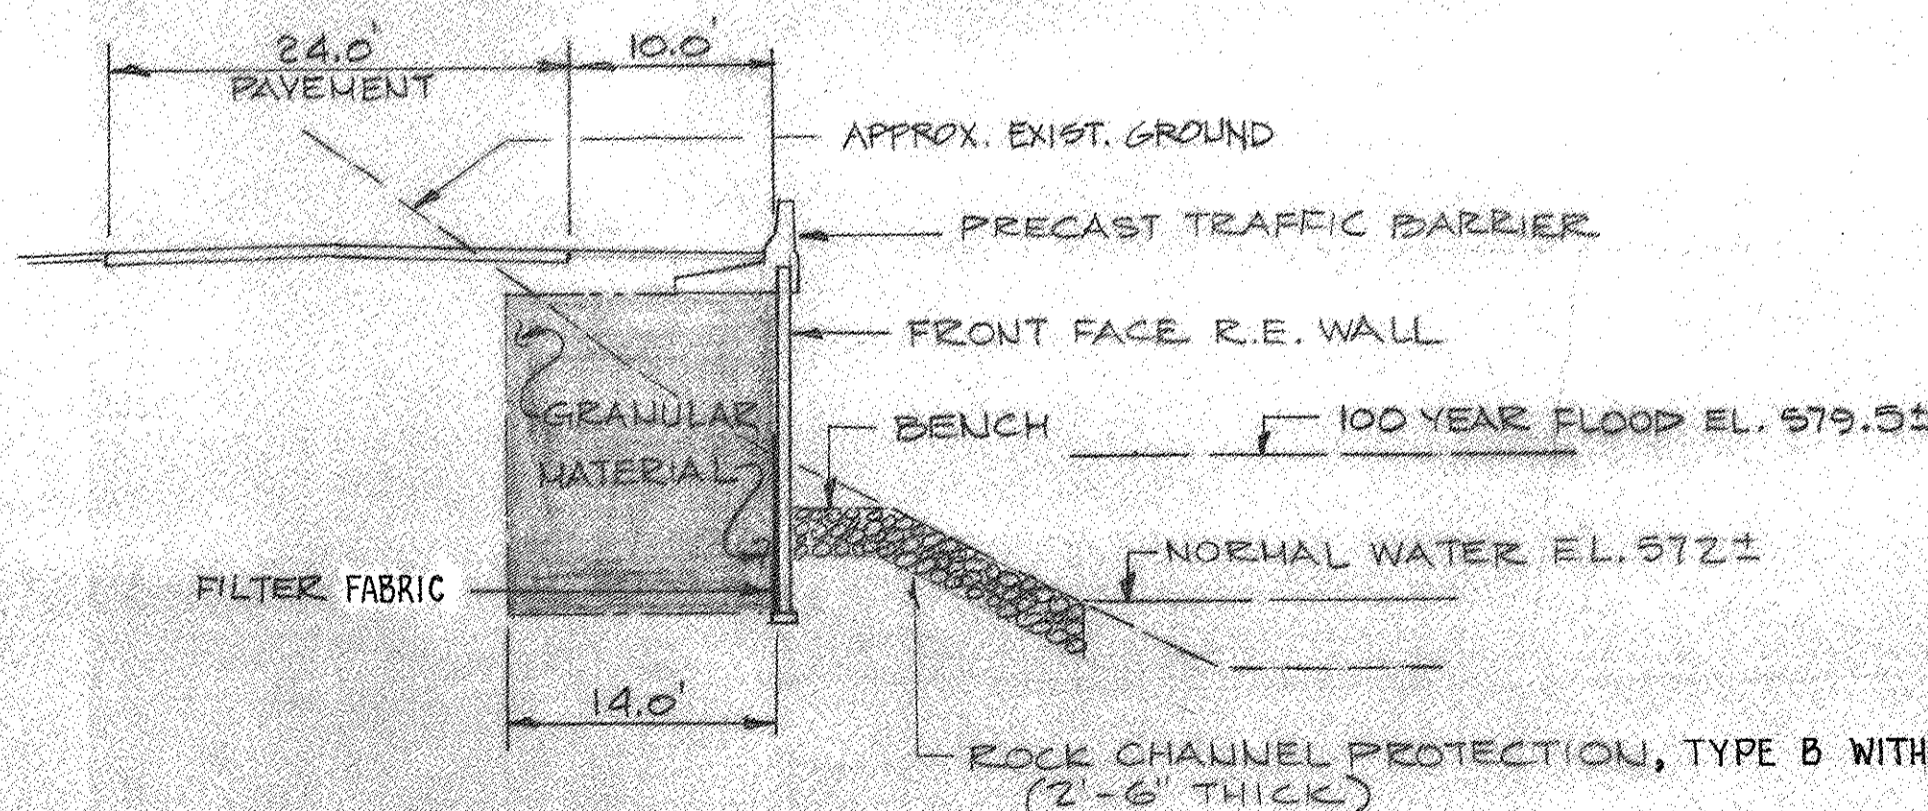 24.0'
10.0'
PAVEMENT
APPROX. EXIST. GROUND
PRECAST TRAFFIC BARRIER
FRONT FACE R.E. WALL
GRANULAR
MATERIAL
BENCH
100 YEAR FLOOD EL. 579.5±
NORMAL WATER EL. 572±
FILTER FABRIC
14.0'
ROCK CHANNEL PROTECTION, TYPE B WITH
(2'-6" THICK)